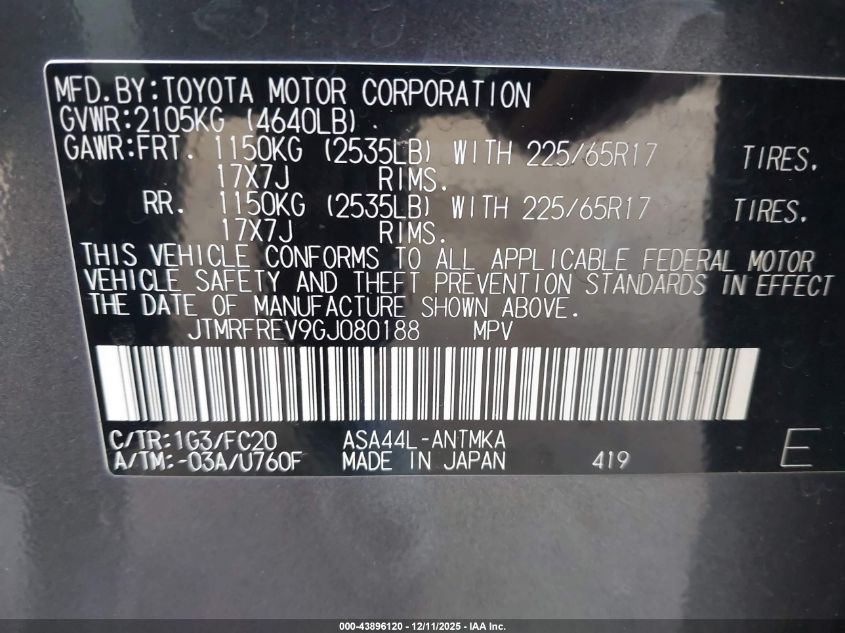 MFD.BY:TOYOTA MOTOR CORPORATION
GVWR:2105KG (4640LB)
GAWR:FRT. 1150KG (2535LB) WITH 225/65R17 TIRES.
17X7J RIMS.
RR. 1150KG (2535LB) WITH 225/65R17 TIRES.
17X7J RIMS.
THIS VEHICLE CONFORMS TO ALL APPLICABLE FEDERAL MOTOR
VEHICLE SAFETY AND THEFT PREVENTION STANDARDS IN EFFECT
THE DATE OF MANUFACTURE SHOWN ABOVE.
JTMRFREV9GJ080188 MPV
C/TR:1G3/FC20 ASA44L-ANTMKA
A/TM:-03A/U760F MADE IN JAPAN 419 E
000-43896120 - 12/11/2025 - IAA Inc.